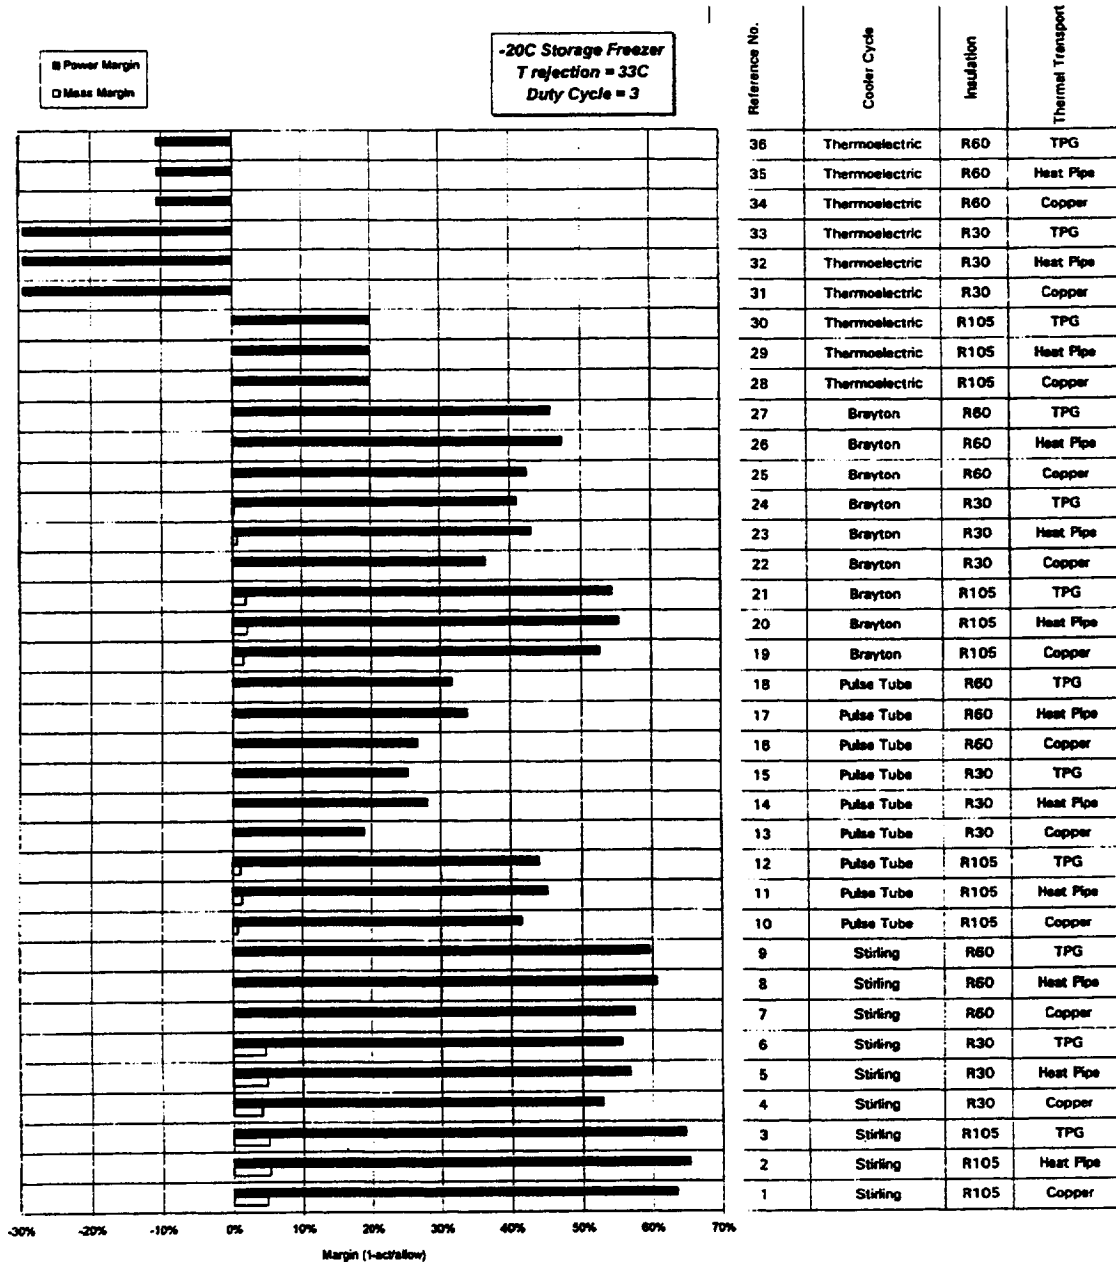 Power Margin
Mass Margin
-20C Storage Freezer
T rejection = 33C
Duty Cycle = 3
Reference No. Cooler Cycle Insulation Thermal Transport
36 Thermoelectric R60 TPG
35 Thermoelectric R60 Heat Pipe
34 Thermoelectric R60 Copper
33 Thermoelectric R30 TPG
32 Thermoelectric R30 Heat Pipe
31 Thermoelectric R30 Copper
30 Thermoelectric R105 TPG
29 Thermoelectric R105 Heat Pipe
28 Thermoelectric R105 Copper
27 Brayton R60 TPG
26 Brayton R60 Heat Pipe
25 Brayton R60 Copper
24 Brayton R30 TPG
23 Brayton R30 Heat Pipe
22 Brayton R30 Copper
21 Brayton R105 TPG
20 Brayton R105 Heat Pipe
19 Brayton R105 Copper
18 Pulse Tube R60 TPG
17 Pulse Tube R60 Heat Pipe
16 Pulse Tube R60 Copper
15 Pulse Tube R30 TPG
14 Pulse Tube R30 Heat Pipe
13 Pulse Tube R30 Copper
12 Pulse Tube R105 TPG
11 Pulse Tube R105 Heat Pipe
10 Pulse Tube R105 Copper
9 Stirling R60 TPG
8 Stirling R60 Heat Pipe
7 Stirling R60 Copper
6 Stirling R30 TPG
5 Stirling R30 Heat Pipe
4 Stirling R30 Copper
3 Stirling R105 TPG
2 Stirling R105 Heat Pipe
1 Stirling R105 Copper
-30% -20% -10% 0% 10% 20% 30% 40% 50% 60% 70%
Margin (1-act/allow)